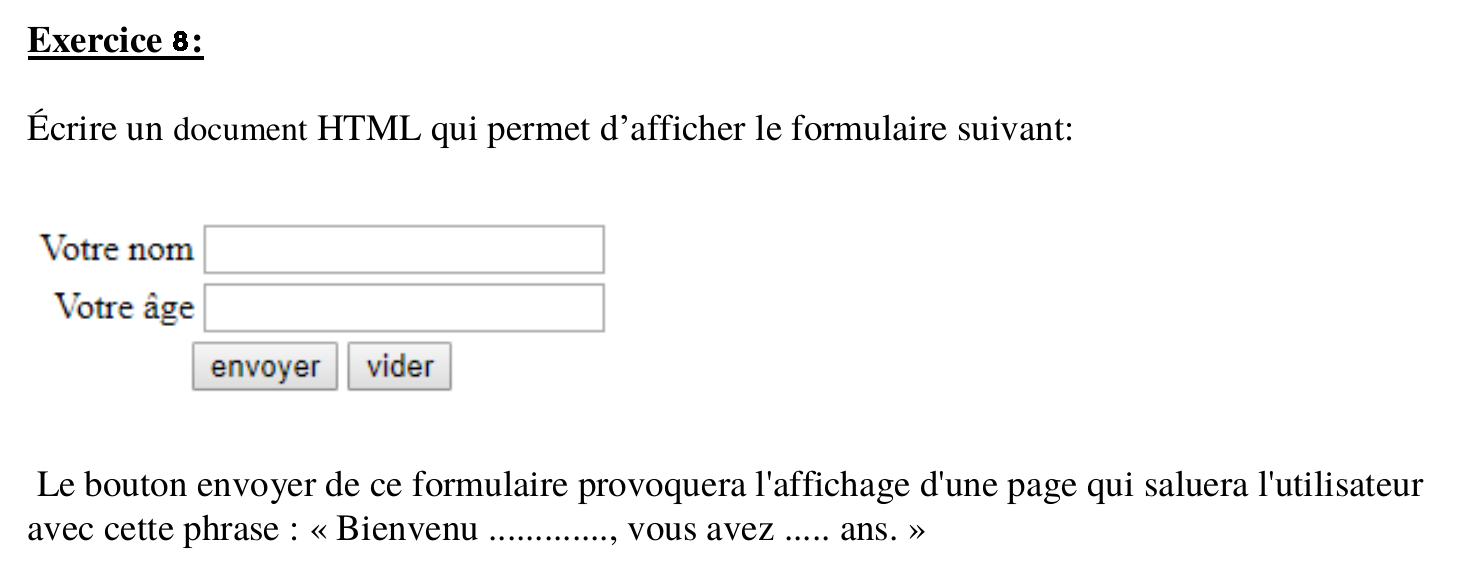 Exercice 8:
Écrire un document HTML qui permet d’afficher le formulaire suivant:
Votre nom
Votre âge
envoyer vider
Le bouton envoyer de ce formulaire provoquera l'affichage d'une page qui saluera l'utilisateur
avec cette phrase : « Bienvenu ............., vous avez ..... ans. »